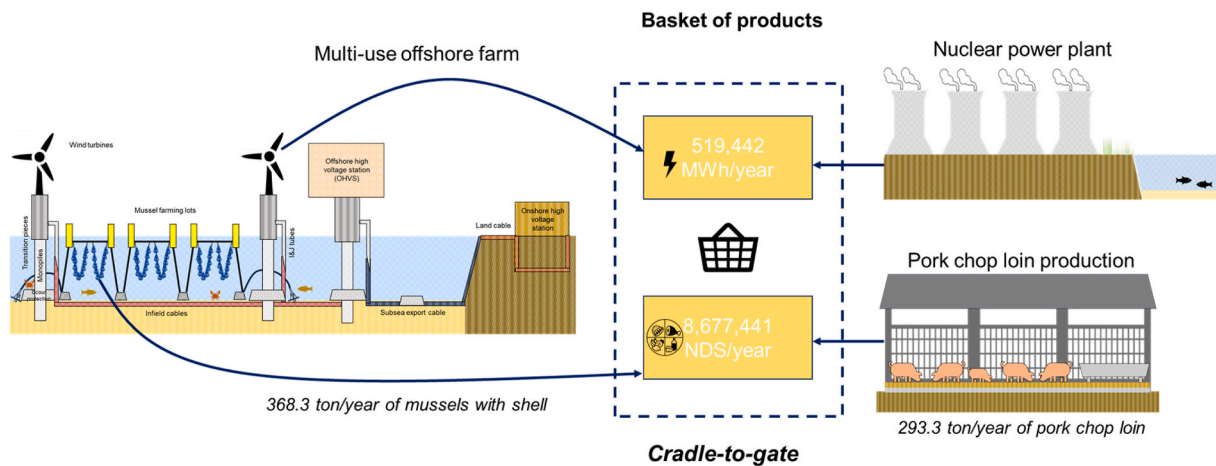 Basket of products
Multi-use offshore farm
Nuclear power plant
Wind turbines
Offshore high
voltage station
(OHVS)
519,442
MWh/year
Mussel farming lots
Transition pieces
Monopiles
I&J tubes
Land cable
Onshore high
voltage
station
Scour
protection
Infield cables
Subsea export cable
Pork chop loin production
8,677,441
NDS/year
368.3 ton/year of mussels with shell
293.3 ton/year of pork chop loin
Cradle-to-gate